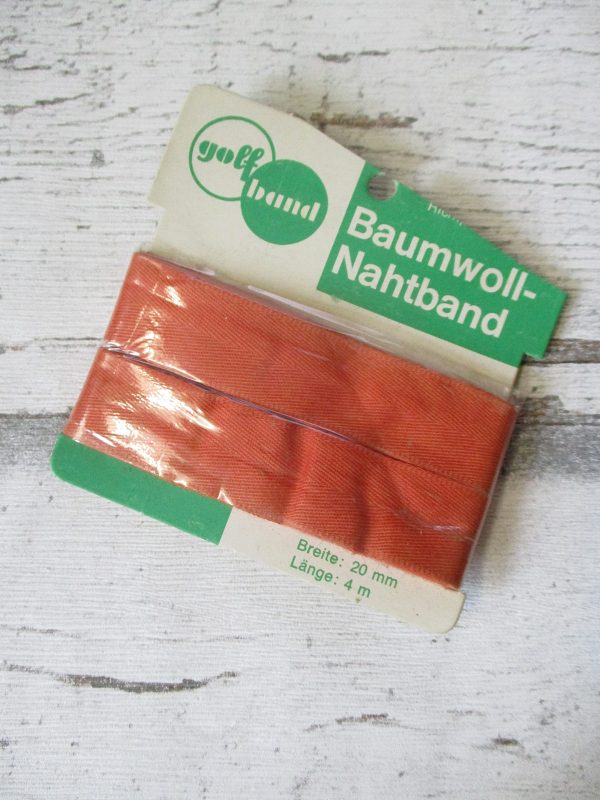 golf
band
Baumwoll-
Nahtband
Breite: 20 mm
Länge: 4 m